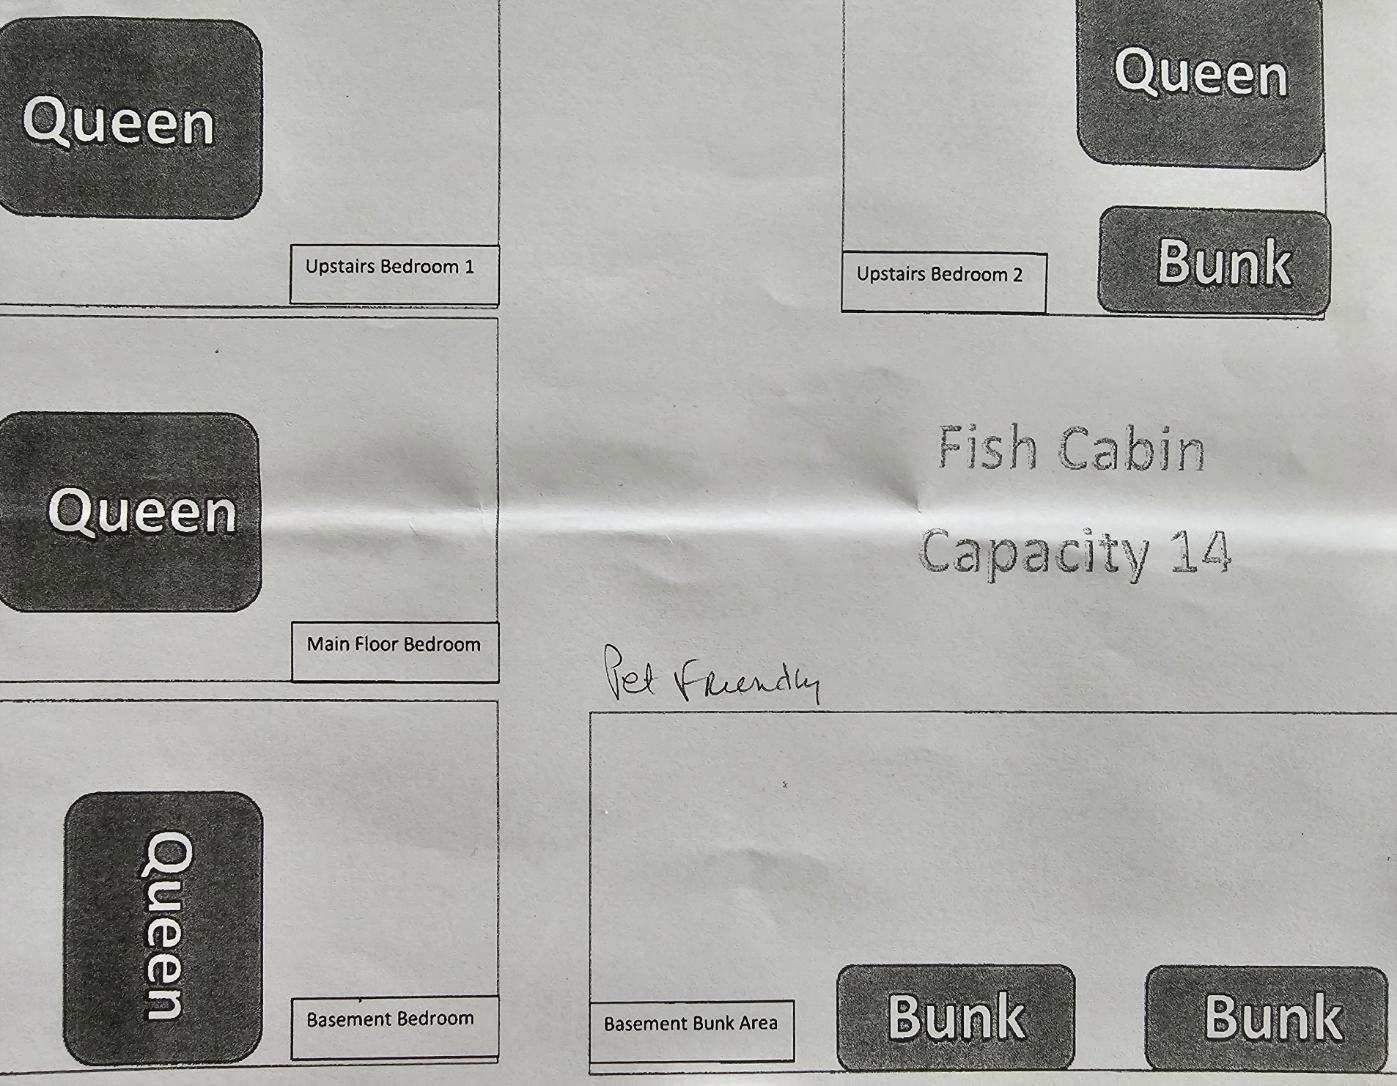 Queen
Upstairs Bedroom 1
Queen
Bunk
Upstairs Bedroom 2
Queen
Main Floor Bedroom
Fish Cabin
Capacity 14
Pet Friendly
Queen
Basement Bedroom
Basement Bunk Area
Bunk
Bunk